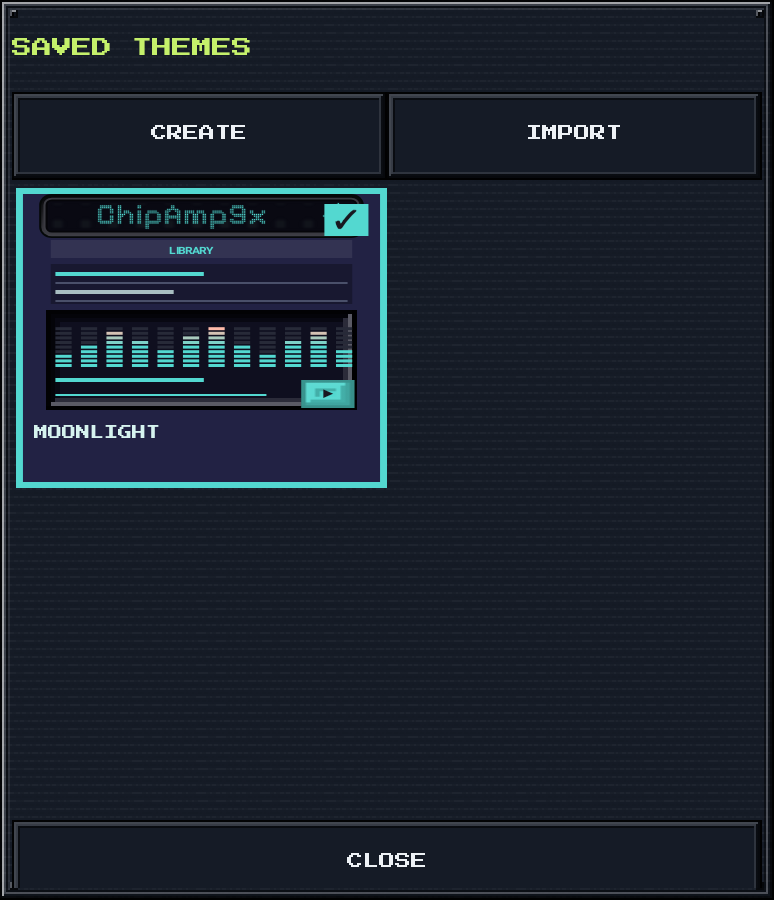 SAVED THEMES
CREATE
IMPORT
ChipAmp9x
LIBRARY
MOONLIGHT
CLOSE